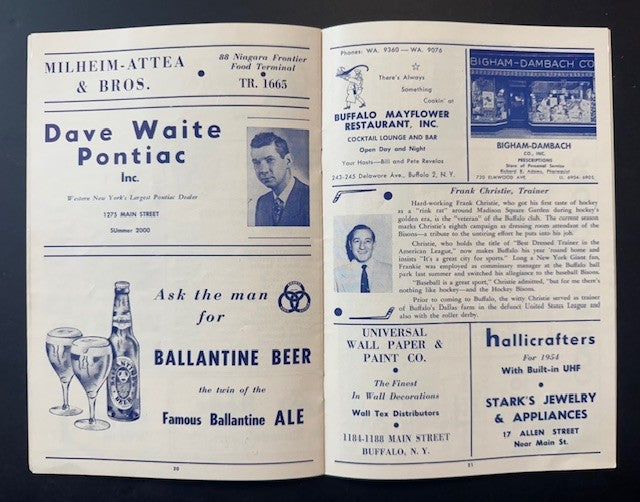 MILHEIM-ATTEA
& BROS.
88 Niagara Frontier
Food Terminal
TR. 1665
Dave Waite
Pontiac
Inc.
Western New York's Largest Pontiac Dealer
1275 MAIN STREET
SUmmer 2000
Ask the man
for
BALLANTINE BEER
the twin of the
Famous Ballantine ALE
20
Phones: WA. 9360 — WA. 9076
There's Always
Something
Cookin' at
BUFFALO MAYFLOWER
RESTAURANT, INC.
COCKTAIL LOUNGE AND BAR
Open Day and Night
Your Hosts—Bill and Pete Revelas
243-245 Delaware Ave., Buffalo 2, N. Y.
BIGHAM-DAMBACH CO
BIGHAM-DAMBACH
CO., INC.
PRESCRIPTIONS
Store of Personal Service
Richard B. Adams, Pharmacist
730 ELMWOOD AVE.
EL. 6904 6905
Frank Christie, Trainer
Hard-working Frank Christie, who got his first taste of hockey
as a "rink rat" around Madison Square Garden during hockey's
golden era, is the "veteran" of the Buffalo club. The current season
marks Christie's eighth campaign as dressing room attendant of the
Bisons—a tribute to the untiring effort he puts into his job.
Christie, who holds the title of "Best Dressed Trainer in the
American League," now makes Buffalo his year 'round home and
insists "It's a great city for sports." Long a New York Giant fan,
Frankie was employed as commissary manager at the Buffalo ball
park last summer and switched his allegiance to the baseball Bisons.
"Baseball is a great sport," Christie admitted, "but for me there's
nothing like hockey—and the Hockey Bisons.
Prior to coming to Buffalo, the witty Christie served as trainer
of Buffalo's Dallas farm in the defunct United States League and
also with the roller derby.
UNIVERSAL
WALL PAPER &
PAINT CO.
The Finest
In Wall Decorations
Wall Tex Distributors
1184-1188 MAIN STREET
BUFFALO, N. Y.
hallicrafters
For 1954
With Built-in UHF
STARK'S JEWELRY
& APPLIANCES
17 ALLEN STREET
Near Main St.
21